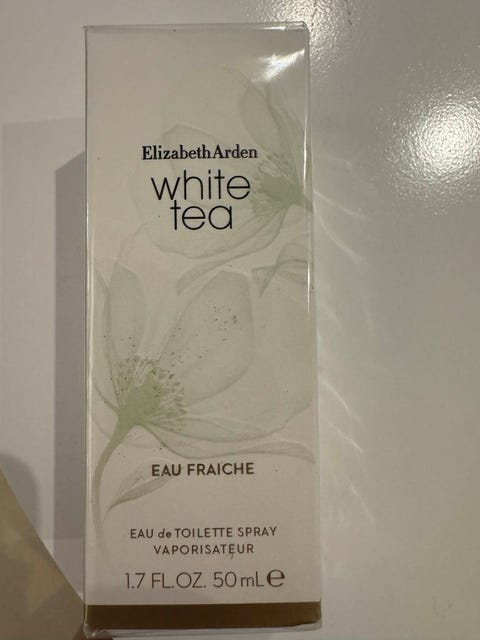 ElizabethArden
white
tea
EAU FRAICHE
EAU de TOILETTE SPRAY
VAPORISATEUR
1.7 FL.OZ. 50 mL ℮